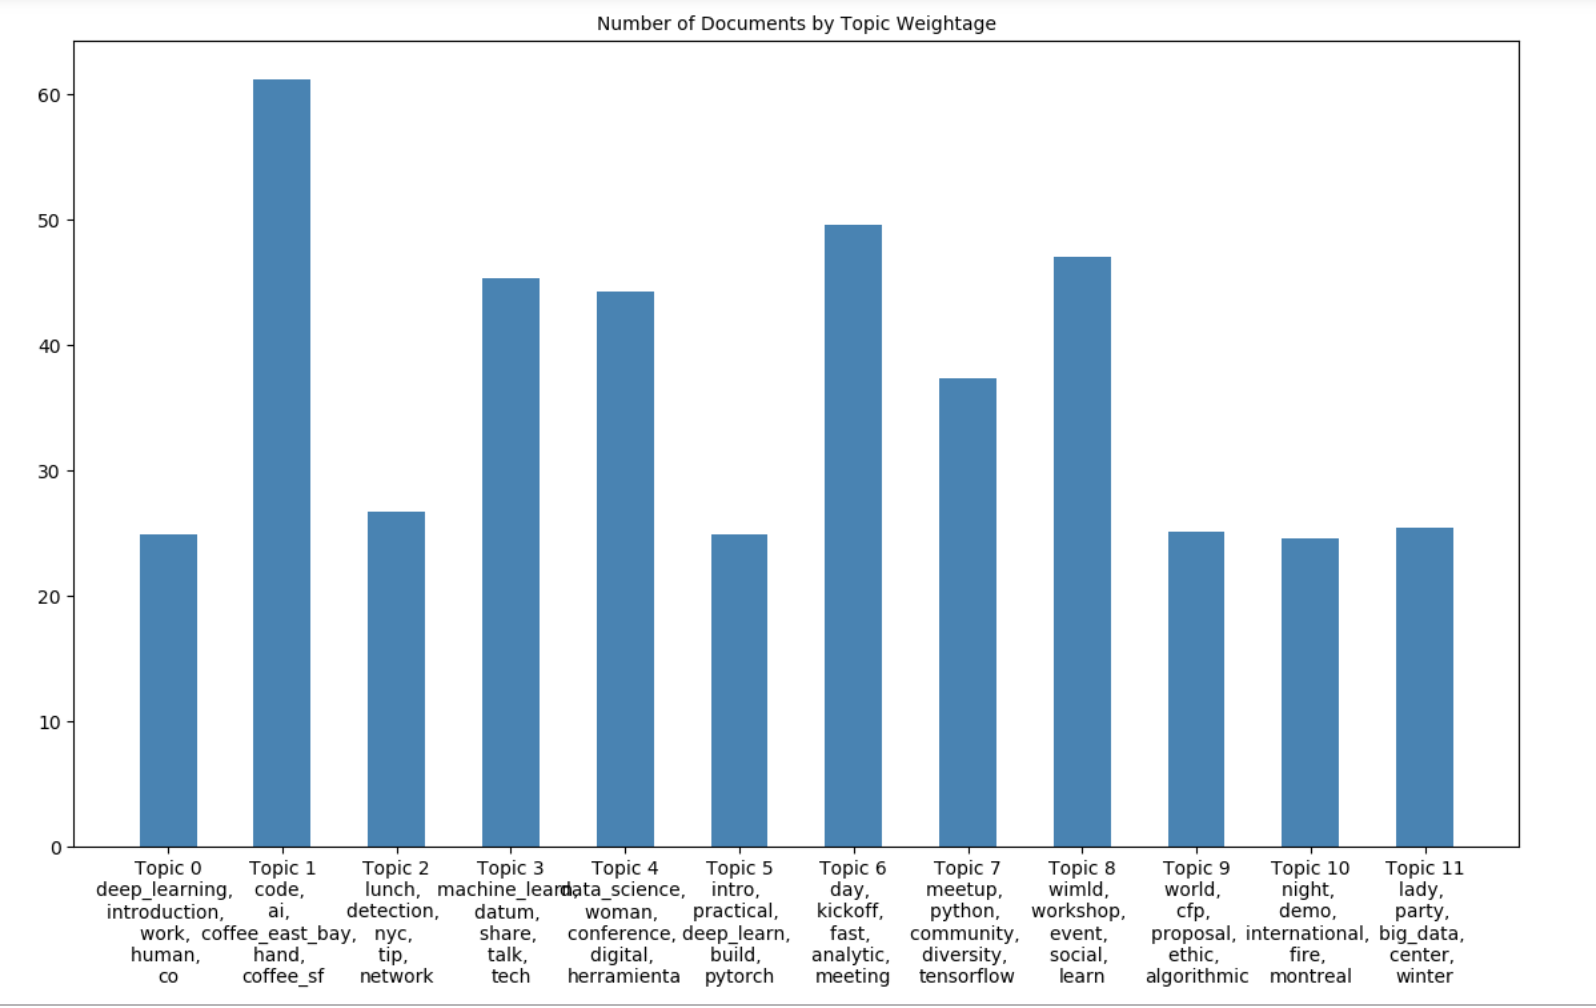 Number of Documents by Topic Weightage
60
50
40
30
20
10
0
Topic 0
deep_learning,
introduction,
work,
human,
co
Topic 1
code,
ai,
coffee_east_bay,
hand,
coffee_sf
Topic 2
lunch,
detection,
nyc,
tip,
network
Topic 3
machine_learn,
datum,
share,
talk,
tech
Topic 4
data_science,
woman,
conference,
digital,
herramienta
Topic 5
intro,
practical,
deep_learn,
build,
pytorch
Topic 6
day,
kickoff,
fast,
analytic,
meeting
Topic 7
meetup,
python,
community,
diversity,
tensorflow
Topic 8
wimld,
workshop,
event,
social,
learn
Topic 9
world,
cfp,
proposal,
ethic,
algorithmic
Topic 10
night,
demo,
international,
fire,
montreal
Topic 11
lady,
party,
big_data,
center,
winter